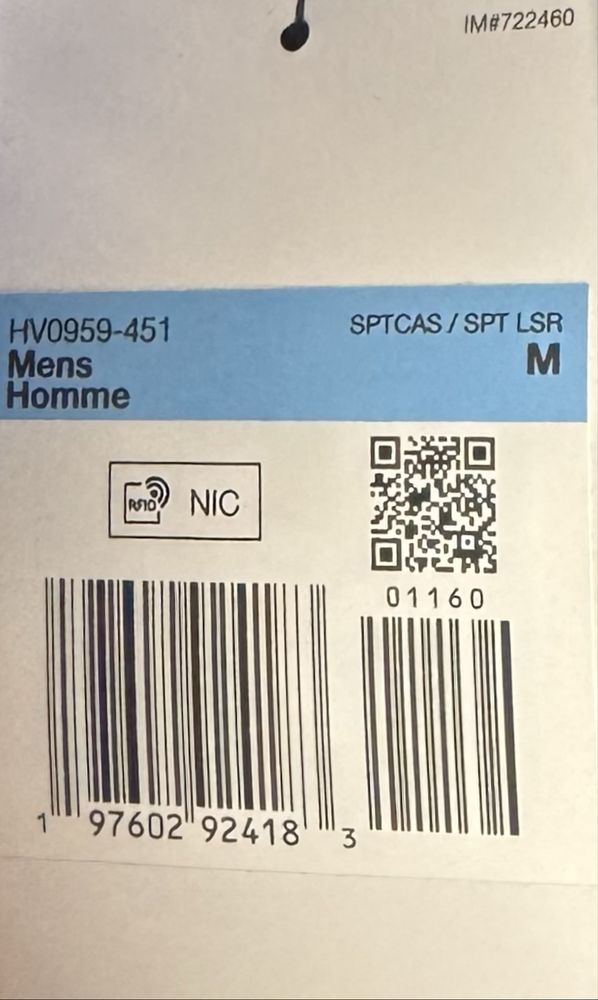 IM#722460
HV0959-451
SPTCAS / SPT LSR
Mens
M
Homme
RFID
NIC
01160
1 97602 92418 3